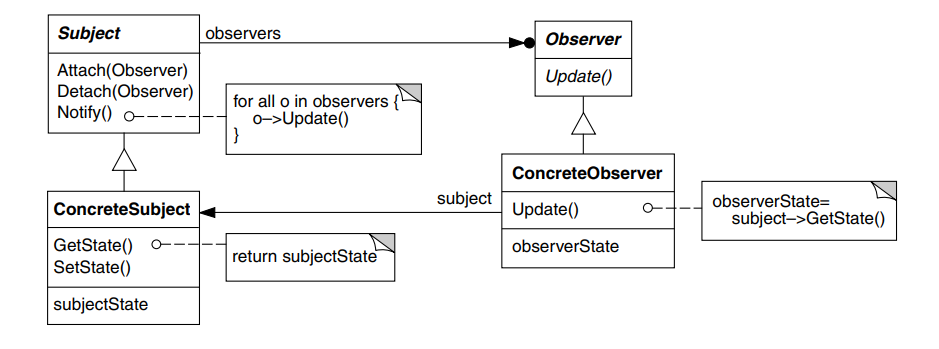 Subject
observers
Observer
Attach(Observer)
Detach(Observer)
Notify()
for all o in observers {
o–>Update()
}
Update()
ConcreteSubject
GetState()
SetState()
subjectState
return subjectState
subject
ConcreteObserver
Update()
observerState
observerState=
subject–>GetState()